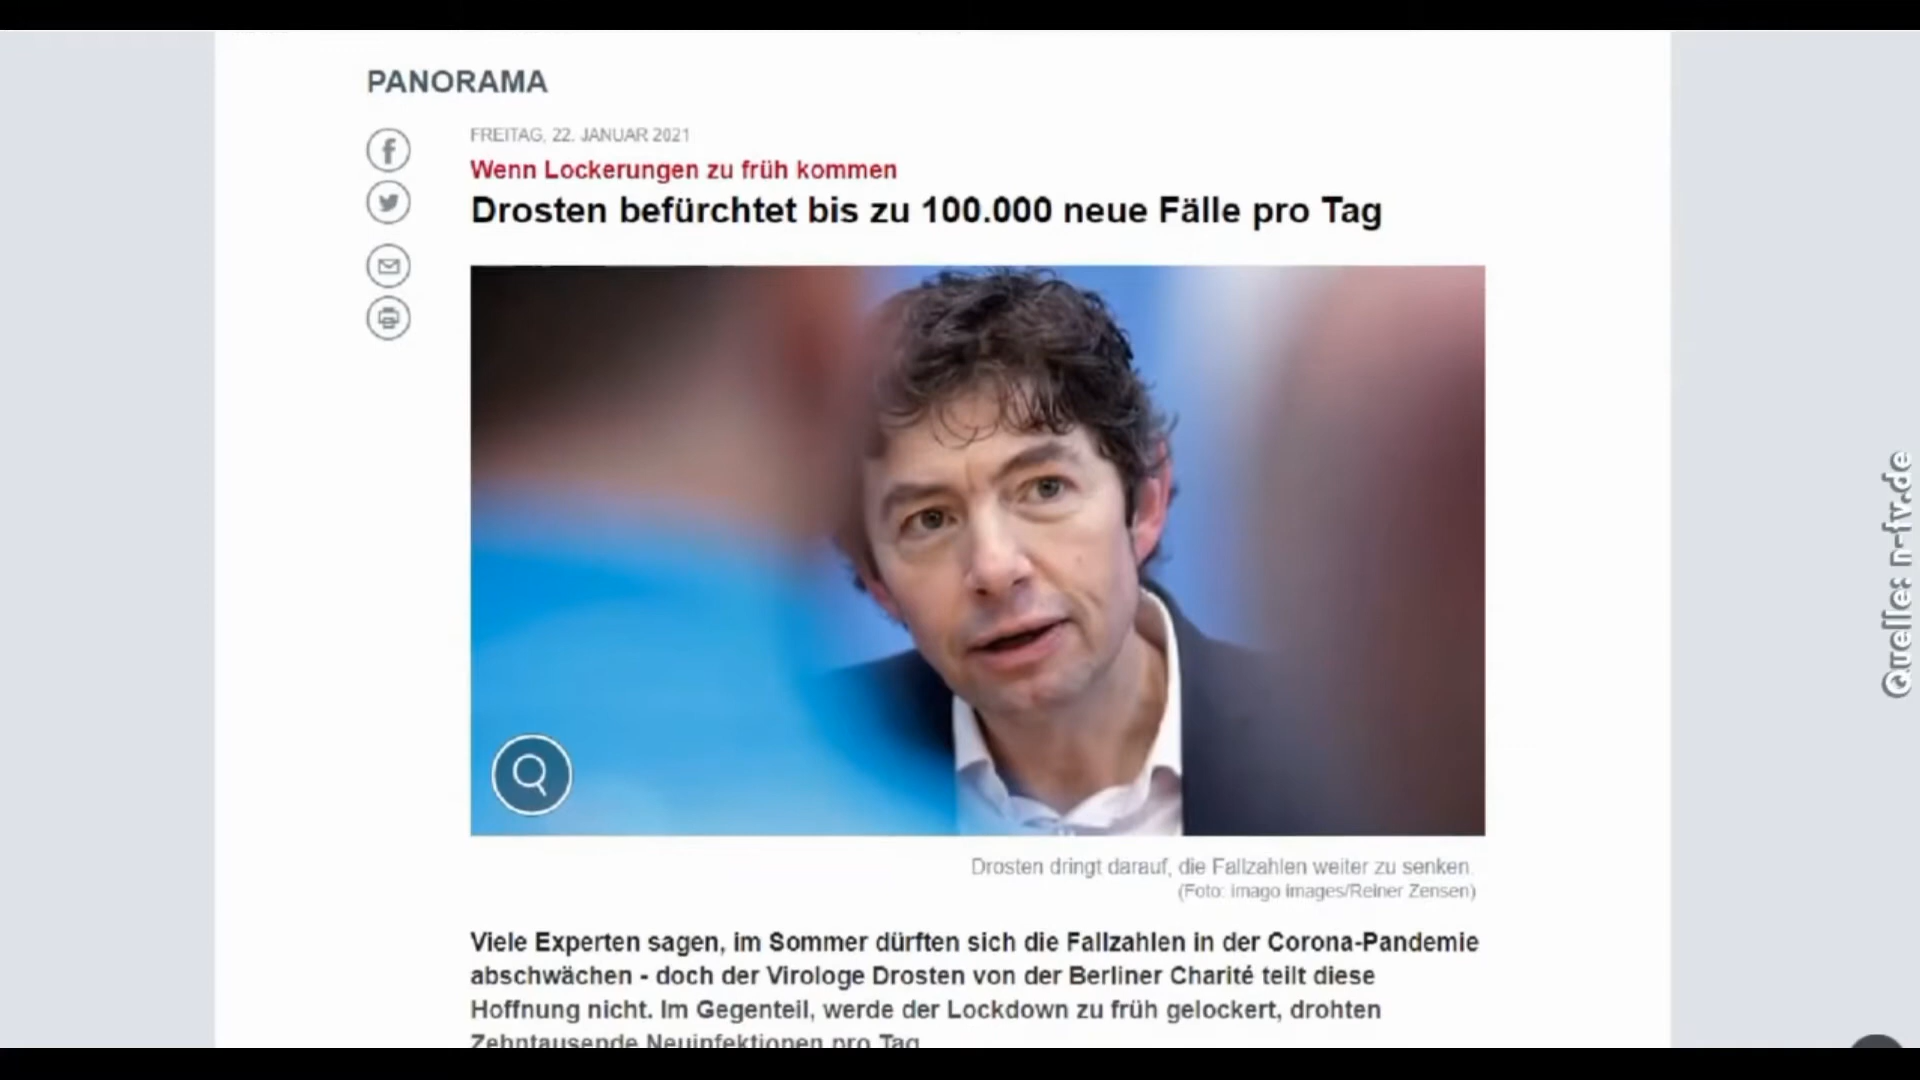 PANORAMA
FREITAG, 22. JANUAR 2021
Wenn Lockerungen zu früh kommen
Drosten befürchtet bis zu 100.000 neue Fälle pro Tag
Drosten dringt darauf, die Fallzahlen weiter zu senken.
(Foto: imago images/Reiner Zensen)
Viele Experten sagen, im Sommer dürften sich die Fallzahlen in der Corona-Pandemie
abschwächen - doch der Virologe Drosten von der Berliner Charité teilt diese
Hoffnung nicht. Im Gegenteil, werde der Lockdown zu früh gelockert, drohten
Zehntausende Neuinfektionen pro Tag
Quelle: n-tv.de